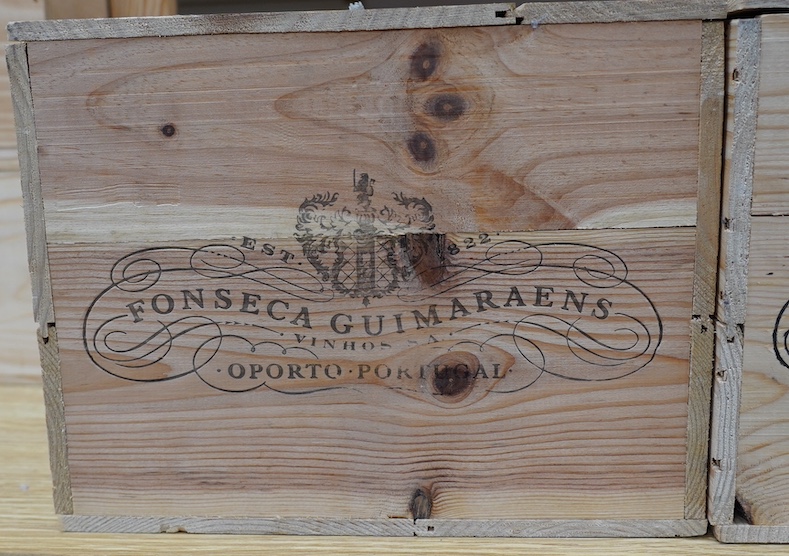 ·EST. 1822·
FONSECA GUIMARAENS
·VINHOS S.A.·
·OPORTO·PORTUGAL·